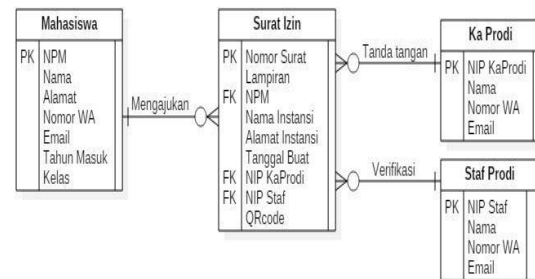 Mahasiswa
PK NPM
Nama
Alamat
Nomor WA
Email
Tahun Masuk
Kelas
Mengajukan
Surat Izin
PK Nomor Surat
Lampiran
FK NPM
Nama Instansi
Alamat Instansi
Tanggal Buat
FK NIP KaProdi
FK NIP Staf
QRcode
Tanda tangan
Ka Prodi
PK NIP KaProdi
Nama
Nomor WA
Email
Verifikasi
Staf Prodi
PK NIP Staf
Nama
Nomor WA
Email